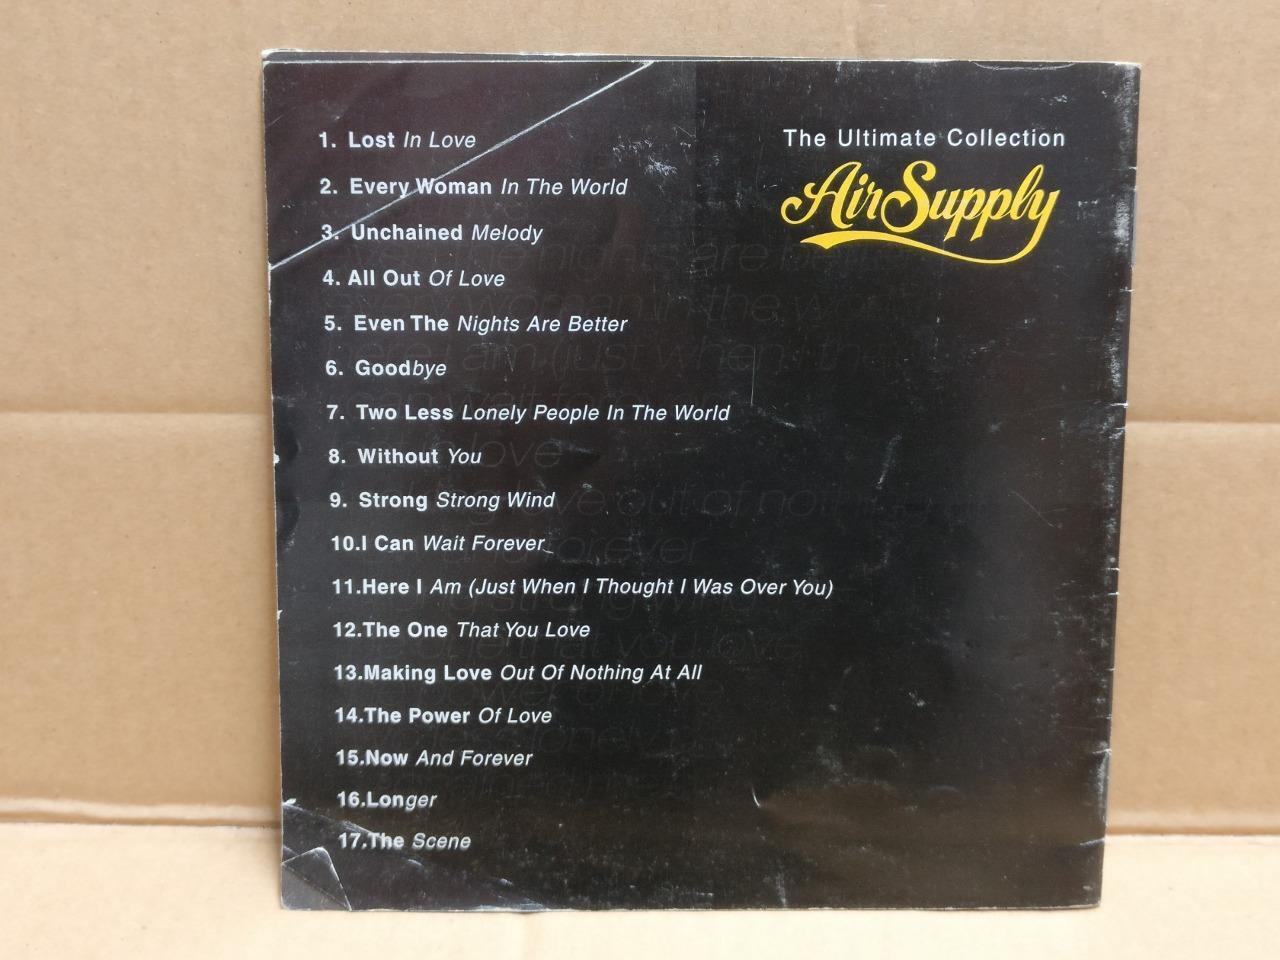 1. Lost In Love
2. Every Woman In The World
3. Unchained Melody
4. All Out Of Love
5. Even The Nights Are Better
6. Goodbye
7. Two Less Lonely People In The World
8. Without You
9. Strong Strong Wind
10.I Can Wait Forever
11.Here I Am (Just When I Thought I Was Over You)
12.The One That You Love
13.Making Love Out Of Nothing At All
14.The Power Of Love
15.Now And Forever
16.Longer
17.The Scene
The Ultimate Collection
Air Supply